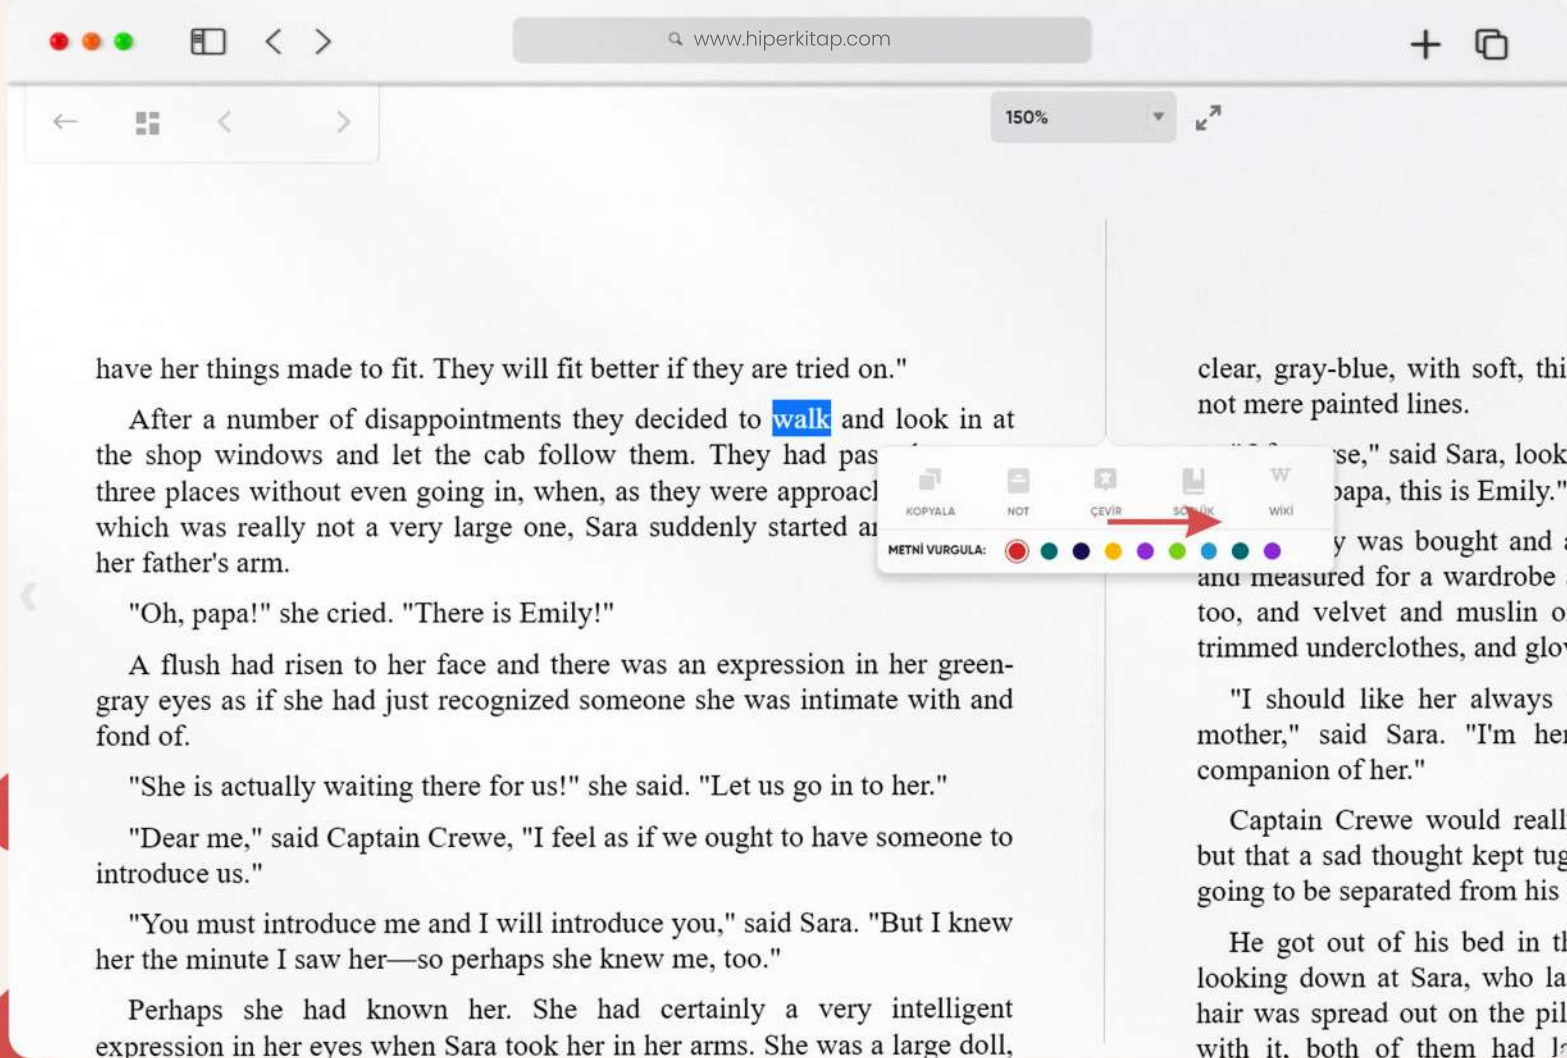 www.hiperkitap.com
150%
have her things made to fit. They will fit better if they are tried on."
After a number of disappointments they decided to walk and look in at
the shop windows and let the cab follow them. They had
three places without even going in, when, as they were
which was really not a very large one, Sara suddenly started
her father's arm.
"Oh, papa!" she cried. "There is Emily!"
A flush had risen to her face and there was an expression in her green-
gray eyes as if she had just recognized someone she was intimate with and
fond of.
"She is actually waiting there for us!" she said. "Let us go in to her."
"Dear me," said Captain Crewe, "I feel as if we ought to have someone to
introduce us."
"You must introduce me and I will introduce you," said Sara. "But I knew
her the minute I saw her—so perhaps she knew me, too."
Perhaps she had known her. She had certainly a very intelligent
expression in her eyes when Sara took her in her arms. She was a large doll,
KOPYALA NOT ÇEVİR SÖZLÜK WİKİ
METNİ VURGULA:
clear, gray-blue, with soft,
not mere painted lines.
said Sara,
papa, this is Emily."
was bought and
and measured for a wardrobe
too, and velvet and muslin
trimmed underclothes, and
"I should like her always
mother," said Sara. "I'm
companion of her."
Captain Crewe would
but that a sad thought kept
going to be separated from his
He got out of his bed in
looking down at Sara, who
hair was spread out on the
with it, both of them had